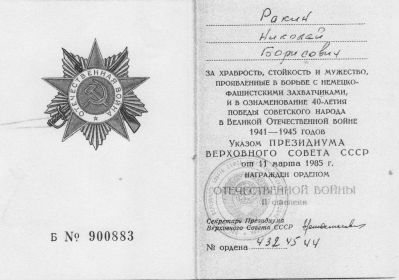 ОТЕЧЕСТВЕННАЯ ВОЙНА
Б № 900883
Ракин
Николай
Борисович
ЗА ХРАБРОСТЬ, СТОЙКОСТЬ И МУЖЕСТВО,
ПРОЯВЛЕННЫЕ В БОРЬБЕ С НЕМЕЦКО-
ФАШИСТСКИМИ ЗАХВАТЧИКАМИ,
И В ОЗНАМЕНОВАНИЕ 40-ЛЕТИЯ
ПОБЕДЫ СОВЕТСКОГО НАРОДА
В ВЕЛИКОЙ ОТЕЧЕСТВЕННОЙ ВОЙНЕ
1941—1945 ГОДОВ
УКАЗОМ ПРЕЗИДИУМА
ВЕРХОВНОГО СОВЕТА СССР
от 11 марта 1985 г.
НАГРАЖДЕН ОРДЕНОМ
ОТЕЧЕСТВЕННОЙ ВОЙНЫ
II степени
Секретарь Президиума
Верховного Совета СССР
№ ордена 4324544